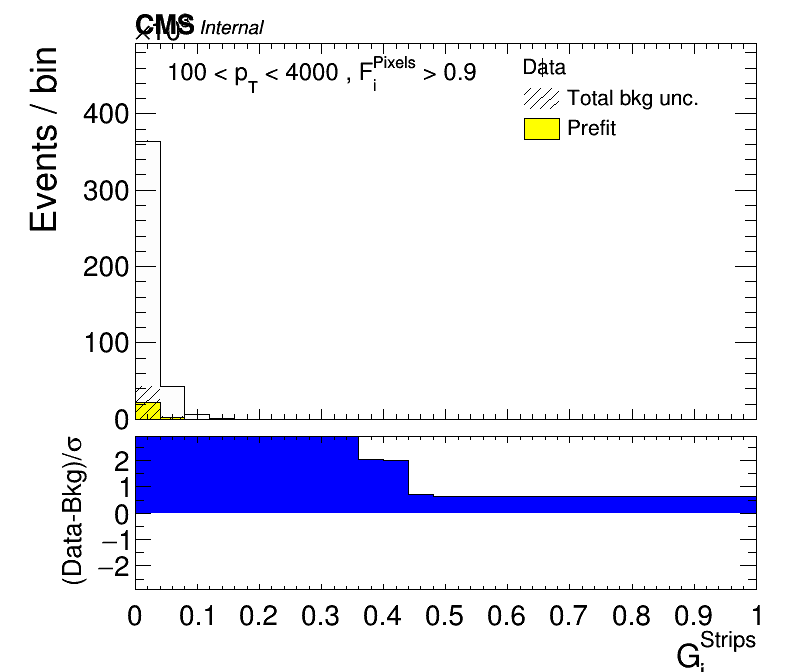 CMS Internal
×10³
100 < p_T < 4000 , F_i^Pixels > 0.9
Data
Total bkg unc.
Prefit
Events / bin
400
300
200
100
0
(Data-Bkg)/σ
2
1
0
−1
−2
0 0.1 0.2 0.3 0.4 0.5 0.6 0.7 0.8 0.9 1
G_i^Strips